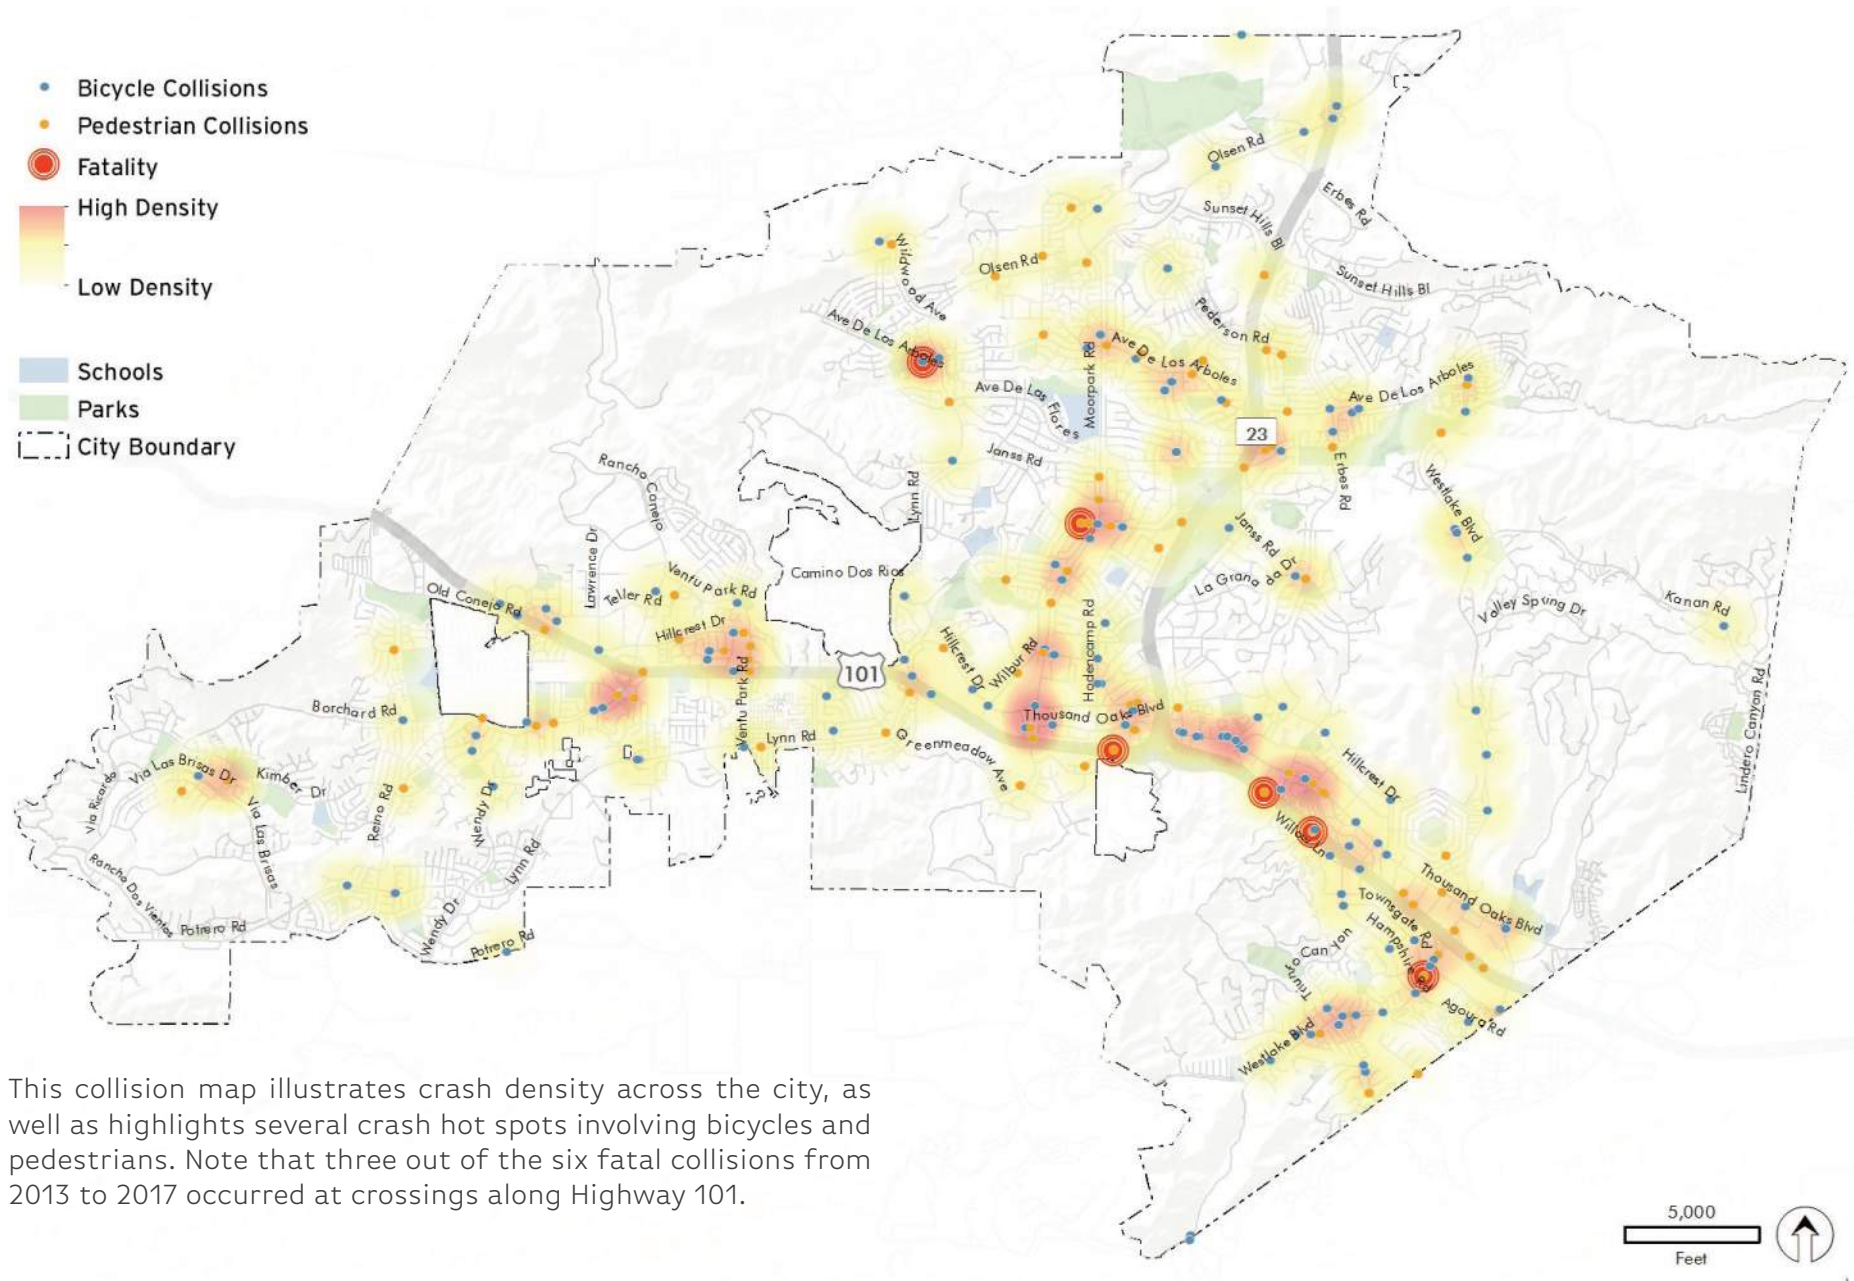 Bicycle Collisions
Pedestrian Collisions
Fatality
High Density
Low Density
Schools
Parks
City Boundary
Olsen Rd
Erbes Rd
Sunset Hills Bl
Wildwood Ave
Olsen Rd
Sunset Hills Bl
Pederson Rd
Ave De Los Arboles
Ave De Los Arboles
Moorpark Rd
Ave De Los Arboles
Ave De Las Flores
23
Janss Rd
Rancho Conejo
Lynn Rd
Erbes Rd
Westlake Blvd
Janss Rd
Lawrence Dr
Camino Dos Rios
Ventu Park Rd
Teller Rd
La Granada Dr
Old Conejo Rd
Valley Spring Dr
Kanan Rd
Hillcrest Dr
Hillcrest Dr
Wilbur Rd
Hodencamp Rd
101
Ventu Park Rd
Borchard Rd
Thousand Oaks Blvd
Lynn Rd
Greenmeadow Ave
Lindero Canyon Rd
Via Las Brisas Dr
Kimber Dr
Via Ricardo
Hillcrest Dr
Reino Rd
Wendy Dr
Via Las Brisas
Willow Ln
Lynn Rd
Rancho Dos Vientos
Thousand Oaks Blvd
Townsgate Rd
Hampshire Rd
Potrero Rd
Wendy Dr
Potrero Rd
Triunfo Canyon
Agoura Rd
Westlake Blvd
This collision map illustrates crash density across the city, as
well as highlights several crash hot spots involving bicycles and
pedestrians. Note that three out of the six fatal collisions from
2013 to 2017 occurred at crossings along Highway 101.
5,000
Feet